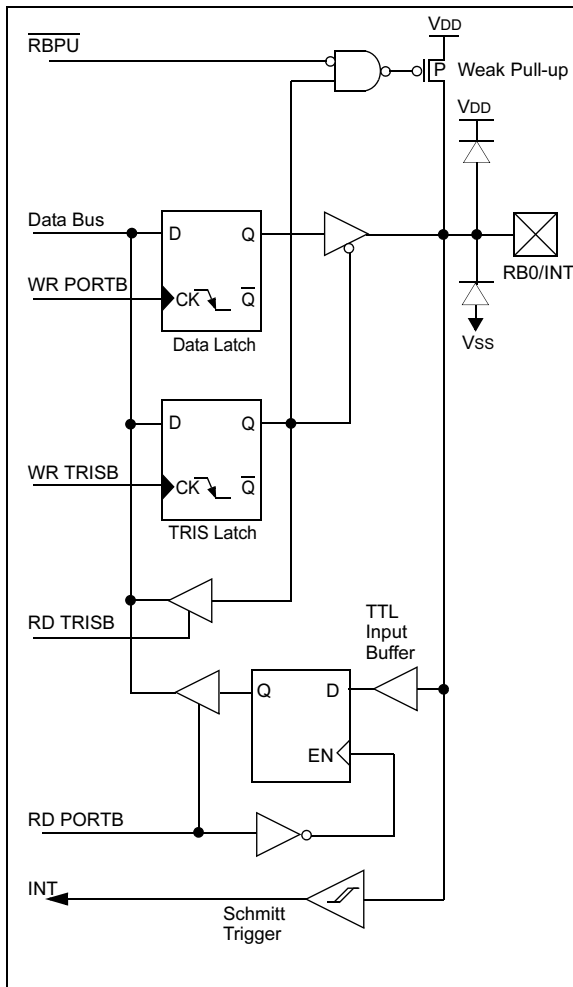 VDD
RBPU
P
Weak Pull-up
VDD
Data Bus
D
Q
RB0/INT
WR PORTB
CK
Q
VSS
Data Latch
D
Q
WR TRISB
CK
Q
TRIS Latch
TTL
Input
Buffer
RD TRISB
Q
D
EN
RD PORTB
INT
Schmitt
Trigger